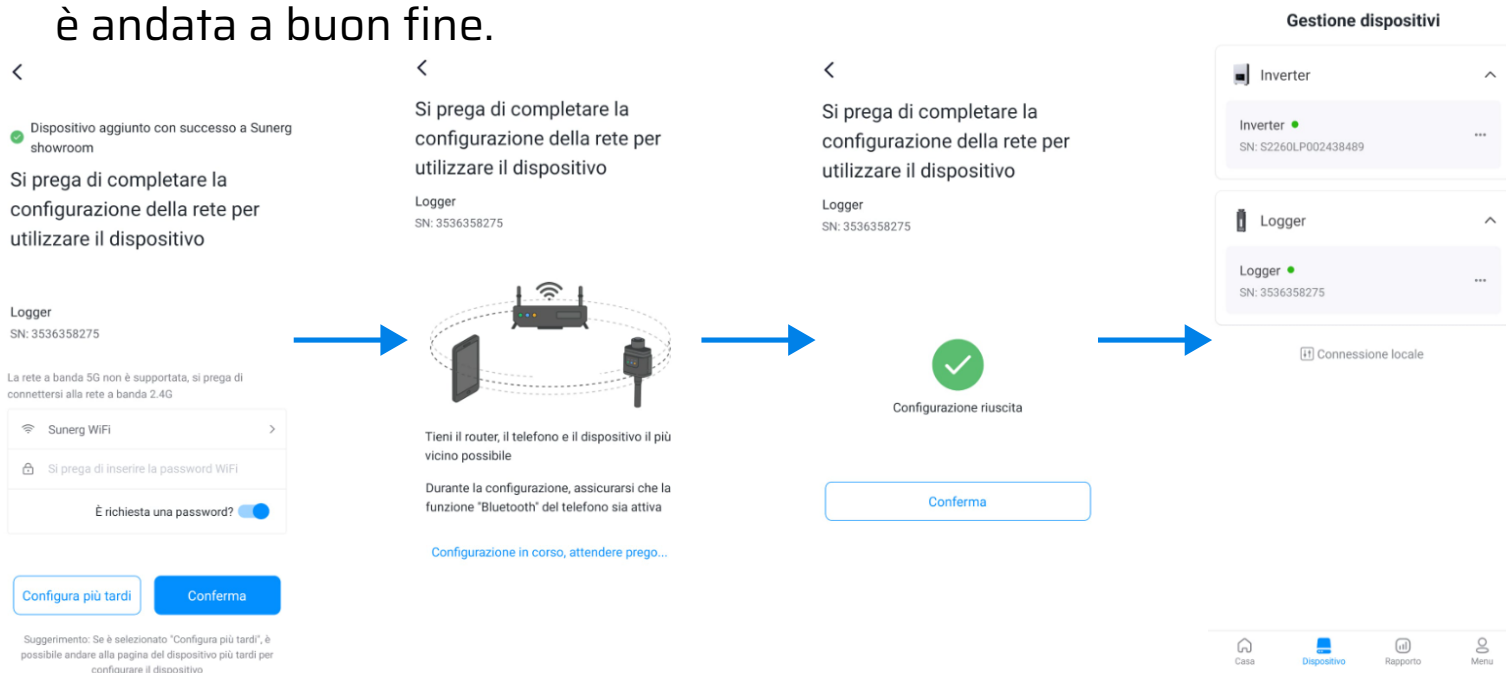 è andata a buon fine.
Dispositivo aggiunto con successo a Sunerg
showroom
Si prega di completare la
configurazione della rete per
utilizzare il dispositivo
Logger
SN: 3536358275
La rete a banda 5G non è supportata, si prega di
connettersi alla rete a banda 2.4G
Sunerg WiFi
Si prega di inserire la password WiFi
È richiesta una password?
Configura più tardi
Conferma
Suggerimento: Se è selezionato "Configura più tardi", è
possibile andare alla pagina del dispositivo più tardi per
configurare il dispositivo
Si prega di completare la
configurazione della rete per
utilizzare il dispositivo
Logger
SN: 3536358275
Tieni il router, il telefono e il dispositivo il più
vicino possibile
Durante la configurazione, assicurarsi che la
funzione "Bluetooth" del telefono sia attiva
Configurazione in corso, attendere prego...
Si prega di completare la
configurazione della rete per
utilizzare il dispositivo
Logger
SN: 3536358275
Configurazione riuscita
Conferma
Gestione dispositivi
Inverter
Inverter
SN: S2260LP002438489
Logger
Logger
SN: 3536358275
Connessione locale
Casa
Dispositivo
Rapporto
Menu